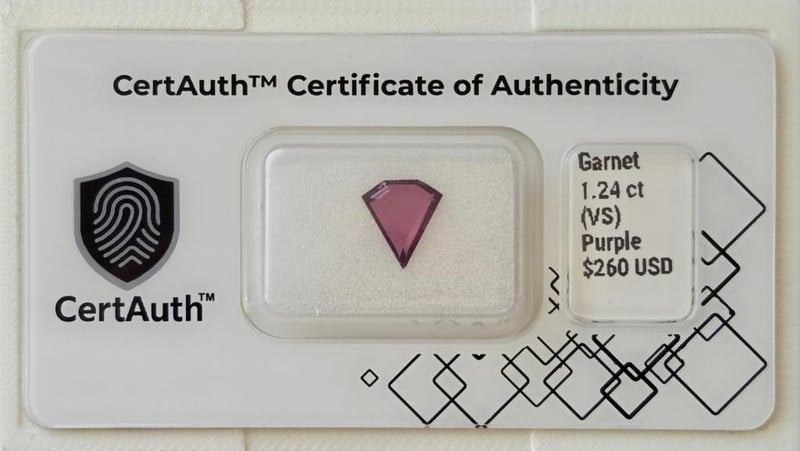 CertAuth™ Certificate of Authenticity
CertAuth™
Garnet
1.24 ct
(VS)
Purple
$260 USD